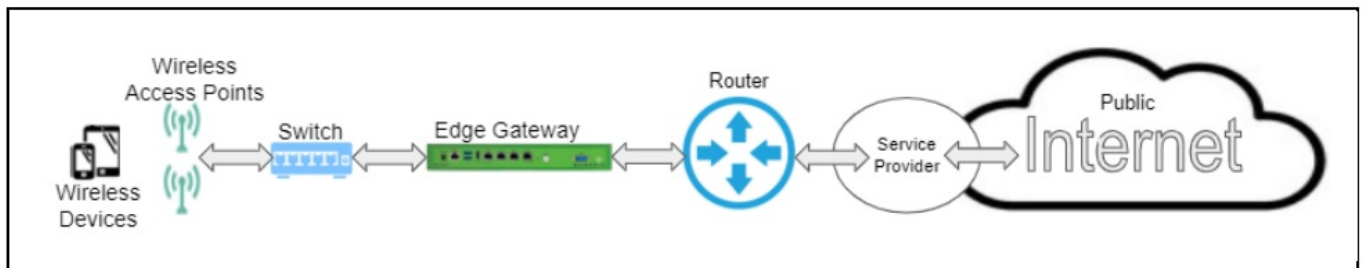 Wireless
Access Points
Wireless
Devices
Switch
Edge Gateway
Router
Service
Provider
Public
Internet